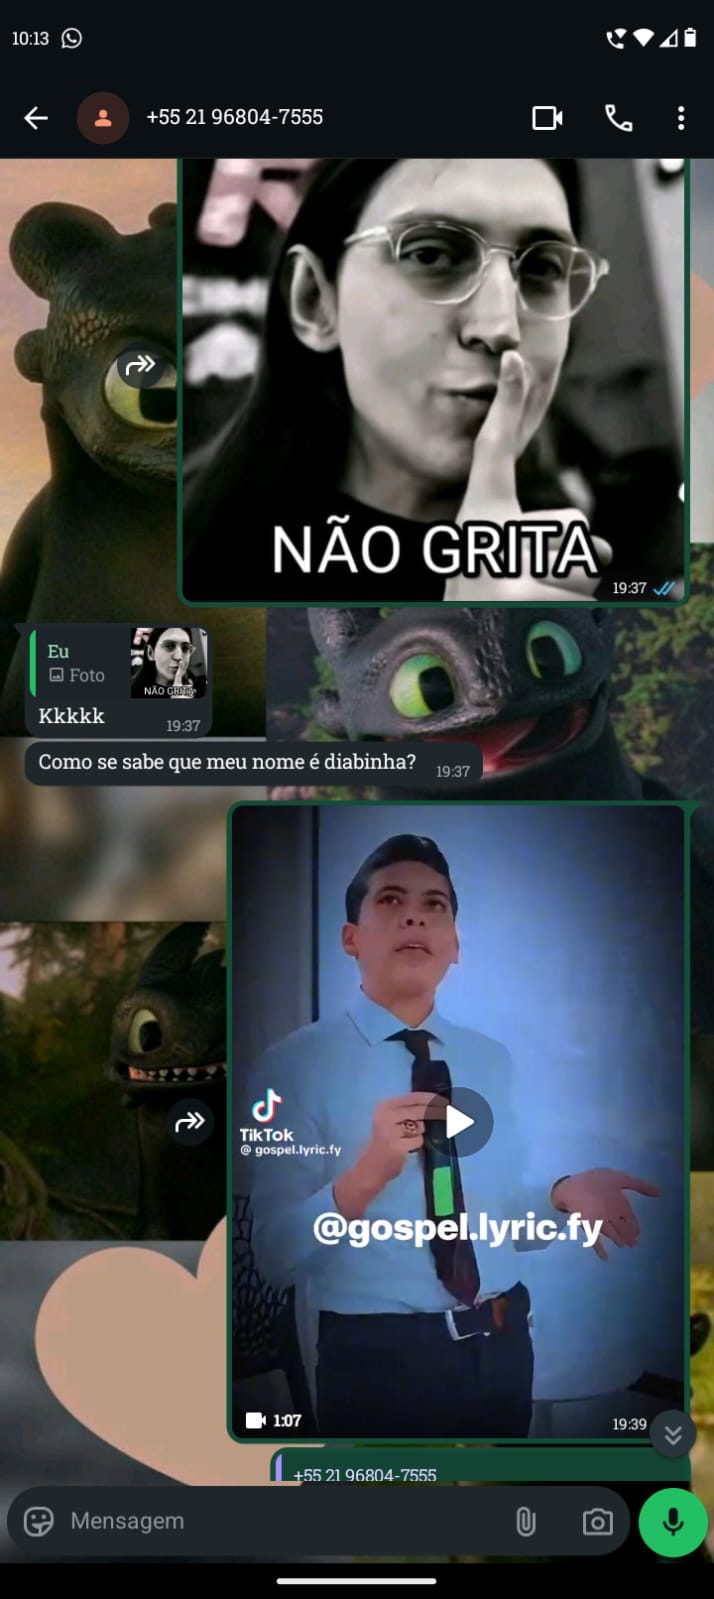 10:13
+55 21 96804-7555
NÃO GRITA
19:37
Eu
Foto
NÃO GRITA
Kkkkk
19:37
Como se sabe que meu nome é diabinha?
19:37
TikTok
@ gospel.lyric.fy
@gospel.lyric.fy
1:07
19:39
+55 21 96804-7555
Mensagem